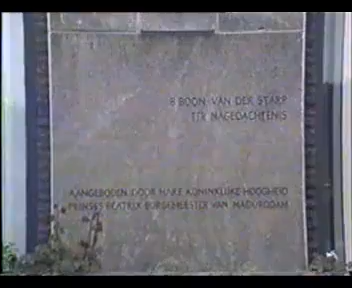 B BOON VAN DER STARP
TER NAGEDACHTENIS
AANGEBODEN DOOR HARE KONINKLIJKE HOOGHEID
PRINSES BEATRIX BURGEMEESTER VAN MADURODAM